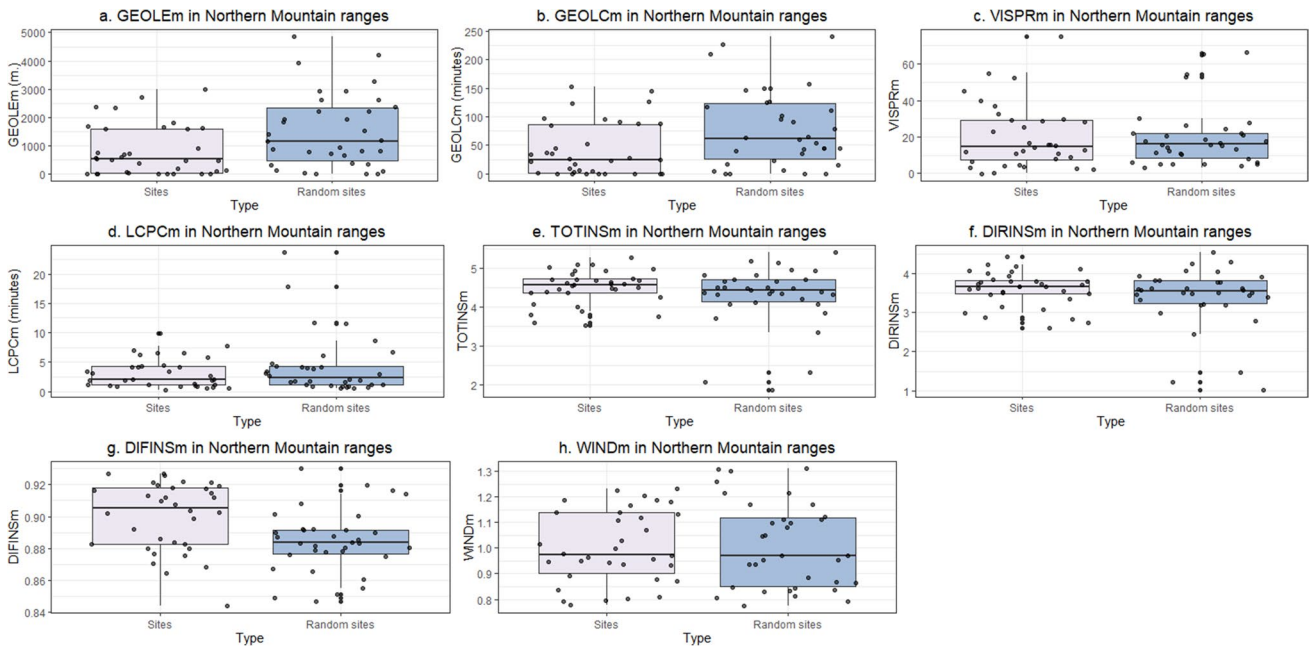 a. GEOLEm in Northern Mountain ranges
GEOLEm (m.)
5000
4000
3000
2000
1000
0
Sites
Random sites
Type
b. GEOLCm in Northern Mountain ranges
GEOLCm (minutes)
250
200
150
100
50
0
Sites
Random sites
Type
c. VISPRm in Northern Mountain ranges
VISPRm
60
40
20
0
Sites
Random sites
Type
d. LCPCm in Northern Mountain ranges
LCPCm (minutes)
20
15
10
5
0
Sites
Random sites
Type
e. TOTINSm in Northern Mountain ranges
TOTINSm
5
4
3
2
Sites
Random sites
Type
f. DIRINSm in Northern Mountain ranges
DIRINSm
4
3
2
1
Sites
Random sites
Type
g. DIFINSm in Northern Mountain ranges
DIFINSm
0.92
0.90
0.88
0.86
0.84
Sites
Random sites
Type
h. WINDm in Northern Mountain ranges
WINDm
1.3
1.2
1.1
1.0
0.9
0.8
Sites
Random sites
Type